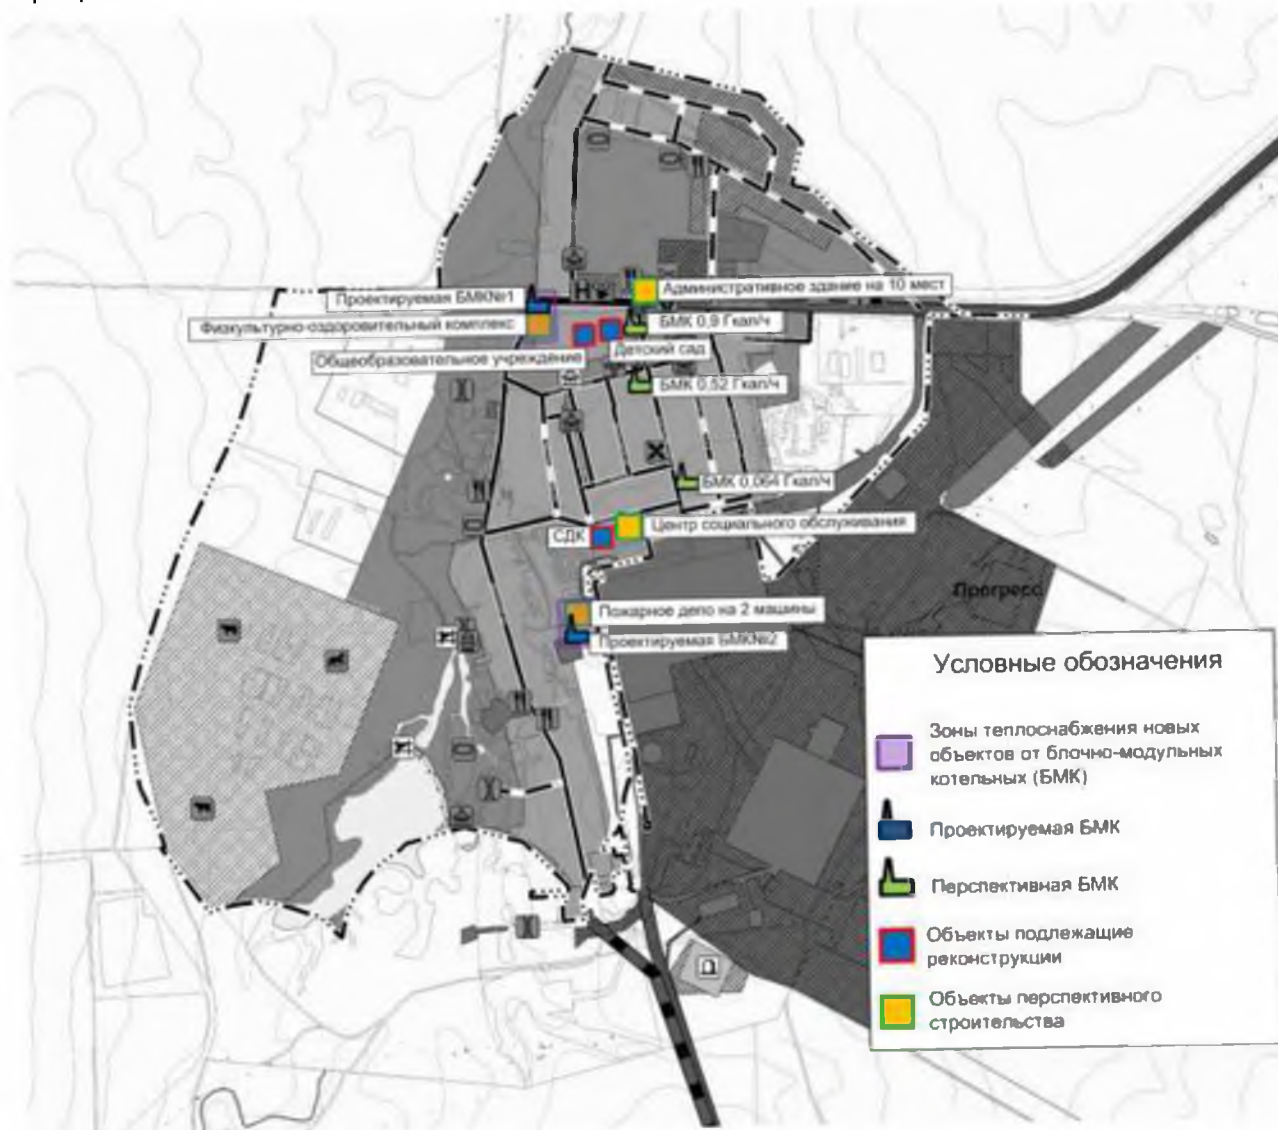 Проектируемая БМК№1
Административное здание на 10 мест
Физкультурно-оздоровительный комплекс
БМК 0,9 Гкал/ч
Общеобразовательное учреждение
Детский сад
БМК 0,52 Гкал/ч
БМК 0,064 Гкал/ч
Центр социального обслуживания
СДК
Прогресс
Пожарное депо на 2 машины
Проектируемая БМК№2
Условные обозначения
Зоны теплоснабжения новых
объектов от блочно-модульных
котельных (БМК)
Проектируемая БМК
Перспективная БМК
Объекты подлежащие
реконструкции
Объекты перспективного
строительства